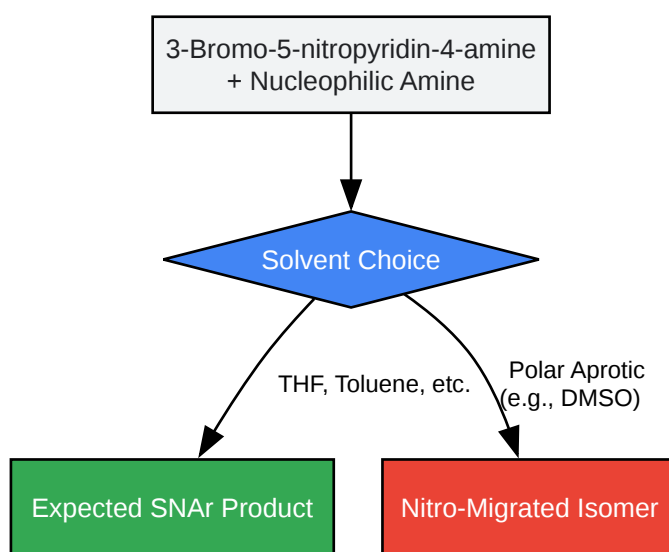 3-Bromo-5-nitropyridin-4-amine
+ Nucleophilic Amine
Solvent Choice
THF, Toluene, etc.
Polar Aprotic
(e.g., DMSO)
Expected SNAr Product
Nitro-Migrated Isomer